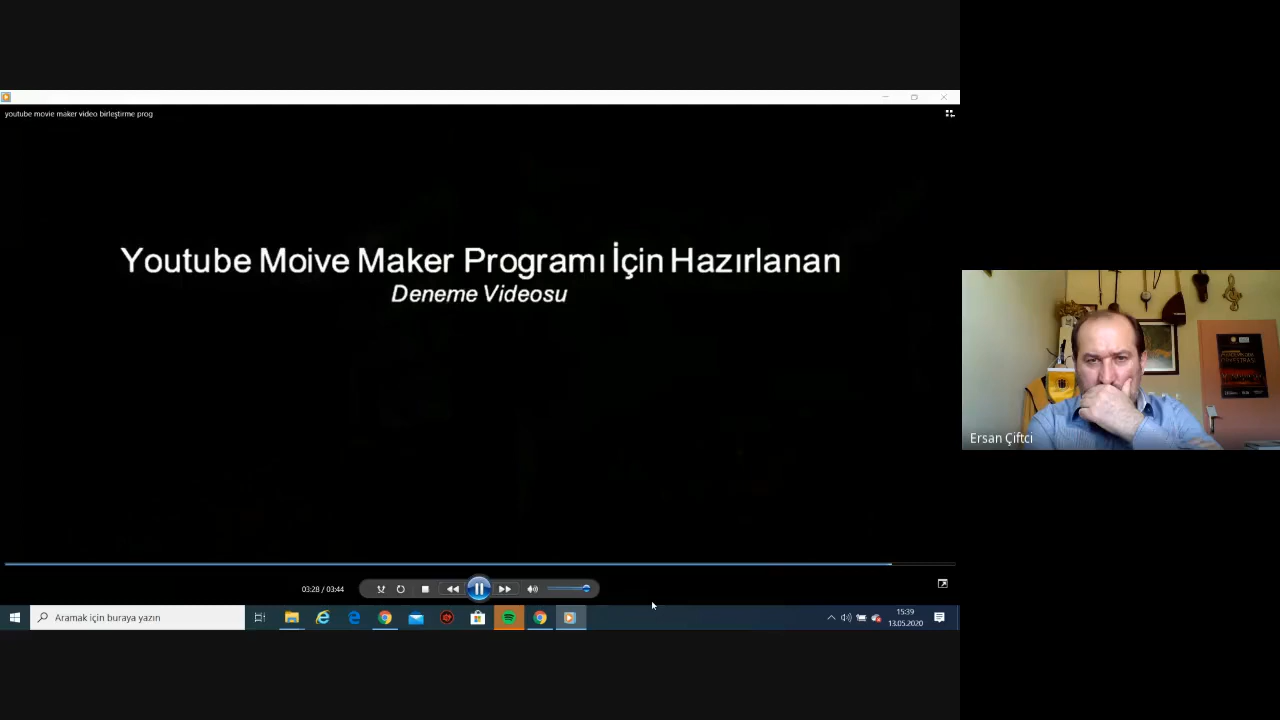 youtube movie maker video birleştirme prog
Youtube Moive Maker Programı İçin Hazırlanan
Deneme Videosu
Ersan Çiftci
03:28 / 03:44
Aramak için buraya yazın
15:39
13.05.2020